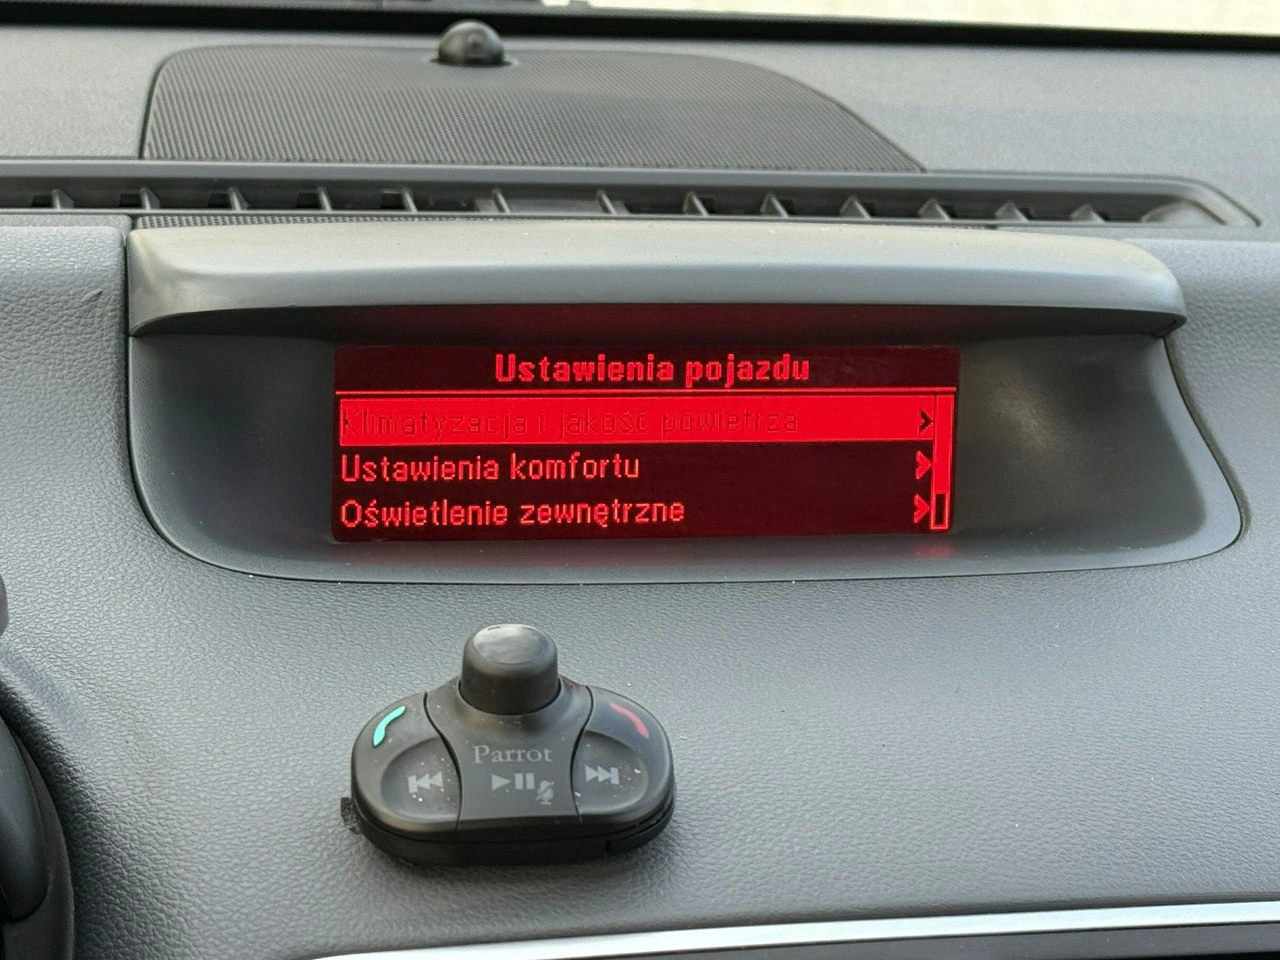 Ustawienia pojazdu
Klimatyzacja i jakość powietrza
Ustawienia komfortu
Oświetlenie zewnętrzne
Parrot